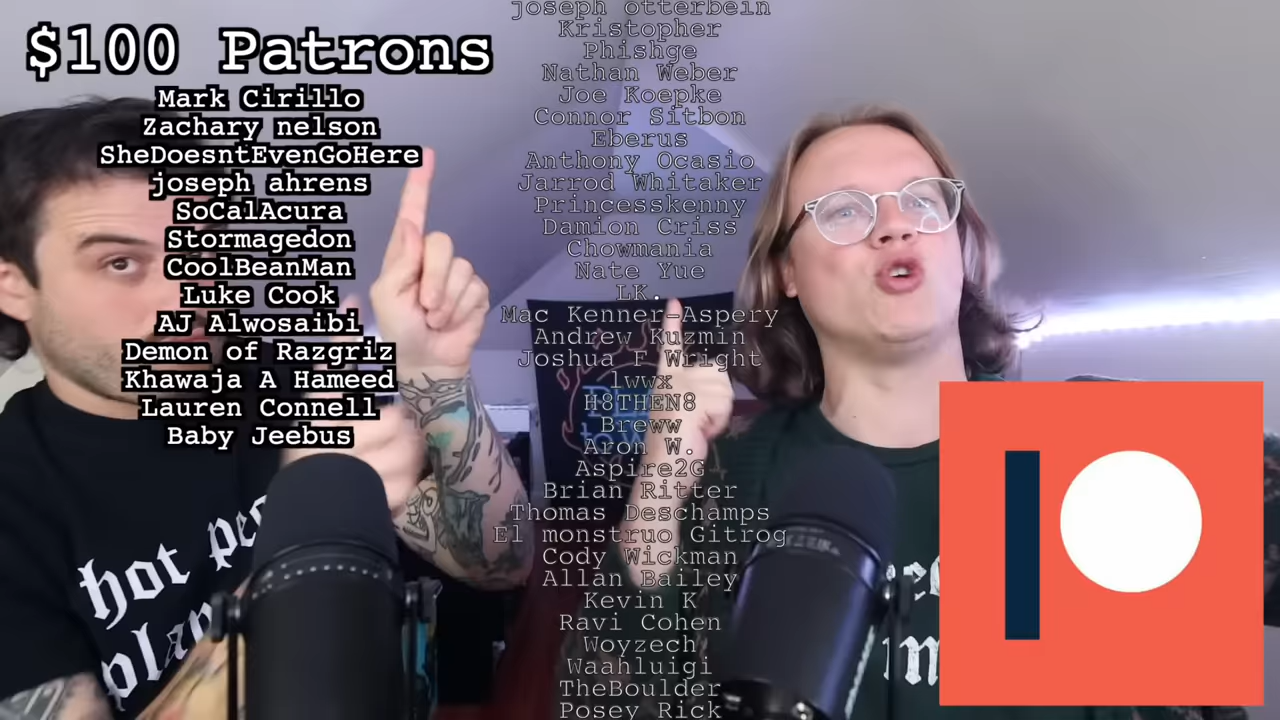 $100 Patrons
Mark Cirillo
Zachary nelson
SheDoesntEvenGoHere
joseph ahrens
SoCalAcura
Stormagedon
CoolBeanMan
Luke Cook
AJ Alwosaibi
Demon of Razgriz
Khawaja A Hameed
Lauren Connell
Baby Jeebus
joseph otterbein
Kristopher
Phishge
Nathan Weber
Joe Koepke
Connor Sitbon
Eberus
Anthony Ocasio
Jarrod Whitaker
Princesskenny
Damion Criss
Chowmania
Nate Yue
LK.
Mac Kenner-Aspery
Andrew Kuzmin
Joshua F Wright
lwwx
H8THEN8
Breww
Aron W.
Aspire2G
Brian Ritter
Thomas Deschamps
El monstruo Gitrog
Cody Wickman
Allan Bailey
Kevin K
Ravi Cohen
Woyzech
Waahluigi
TheBoulder
Posey Rick
hot